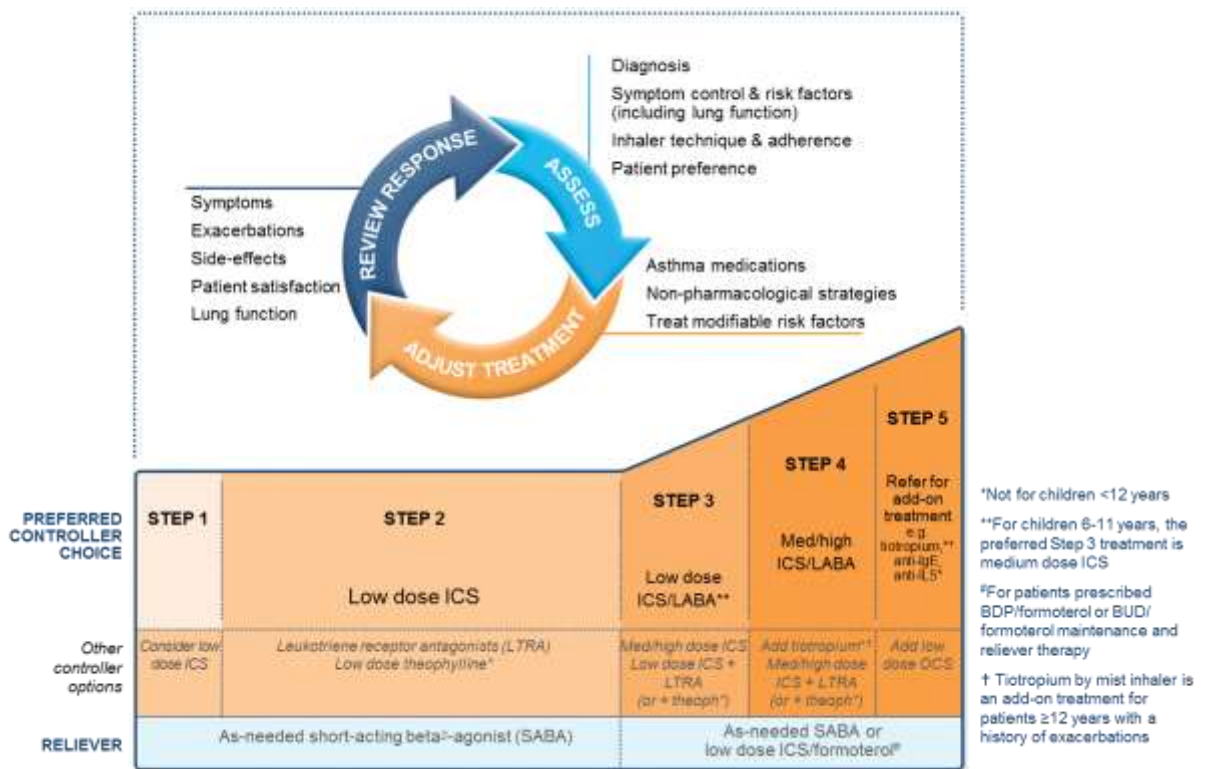 Diagnosis
Symptom control & risk factors
(including lung function)
Inhaler technique & adherence
Patient preference
REVIEW RESPONSE
ASSESS
ADJUST TREATMENT
Symptoms
Exacerbations
Side-effects
Patient satisfaction
Lung function
Asthma medications
Non-pharmacological strategies
Treat modifiable risk factors
PREFERRED
CONTROLLER
CHOICE
STEP 1
STEP 2
Low dose ICS
STEP 3
Low dose
ICS/LABA**
STEP 4
Med/high
ICS/LABA
STEP 5
Refer for
add-on
treatment
e.g.
tiotropium,*†
anti-IgE,
anti-IL5*
Other
controller
options
Consider low
dose ICS
Leukotriene receptor antagonists (LTRA)
Low dose theophylline*
Med/high dose ICS
Low dose ICS +
LTRA
(or + theoph*)
Add tiotropium*†
Med/high dose
ICS + LTRA
(or + theoph*)
Add low
dose OCS
RELIEVER
As-needed short-acting beta2-agonist (SABA)
As-needed SABA or
low dose ICS/formoterol#
*Not for children <12 years
**For children 6-11 years, the
preferred Step 3 treatment is
medium dose ICS
#For patients prescribed
BDP/formoterol or BUD/
formoterol maintenance and
reliever therapy
† Tiotropium by mist inhaler is
an add-on treatment for
patients ≥12 years with a
history of exacerbations